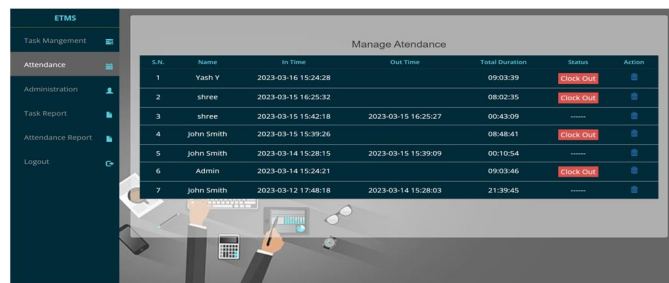 ETMS
Task Mangement
Attendance
Administration
Task Report
Attendance Report
Logout
Manage Atendance
S.N. Name In Time Out Time Total Duration Status Action
1 Yash Y 2023-03-16 15:24:28 09:03:39 Clock Out
2 shree 2023-03-15 16:25:32 08:02:35 Clock Out
3 shree 2023-03-15 15:42:18 2023-03-15 16:25:27 00:43:09 ------
4 John Smith 2023-03-15 15:39:26 08:48:41 Clock Out
5 John Smith 2023-03-14 15:28:15 2023-03-15 15:39:09 00:10:54 ------
6 Admin 2023-03-14 15:24:21 09:03:46 Clock Out
7 John Smith 2023-03-12 17:48:18 2023-03-14 15:28:03 21:39:45 ------